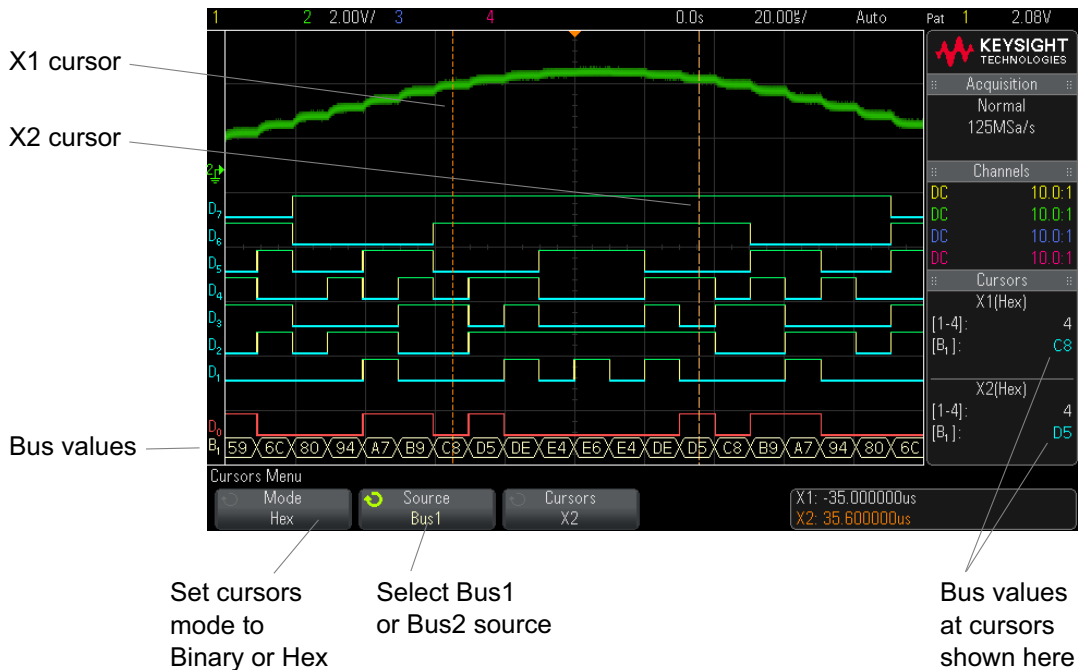 1 2 2.00V/ 3 4 0.0s 20.00㎲/ Auto Pat 1 2.08V
X1 cursor
X2 cursor
Bus values
KEYSIGHT
TECHNOLOGIES
Acquisition
Normal
125MSa/s
Channels
DC 10.0:1
DC 10.0:1
DC 10.0:1
DC 10.0:1
Cursors
X1(Hex)
[1-4]: 4
[B₁]: C8
X2(Hex)
[1-4]: 4
[B₁]: D5
2
D₇
D₆
D₅
D₄
D₃
D₂
D₁
D₀
B₁ 59 6C 80 94 A7 B9 C8 D5 DE E4 E6 E4 DE D5 C8 B9 A7 94 80 6C
Cursors Menu
Mode
Hex
Source
Bus1
Cursors
X2
X1: -35.000000us
X2: 35.600000us
Set cursors
mode to
Binary or Hex
Select Bus1
or Bus2 source
Bus values
at cursors
shown here